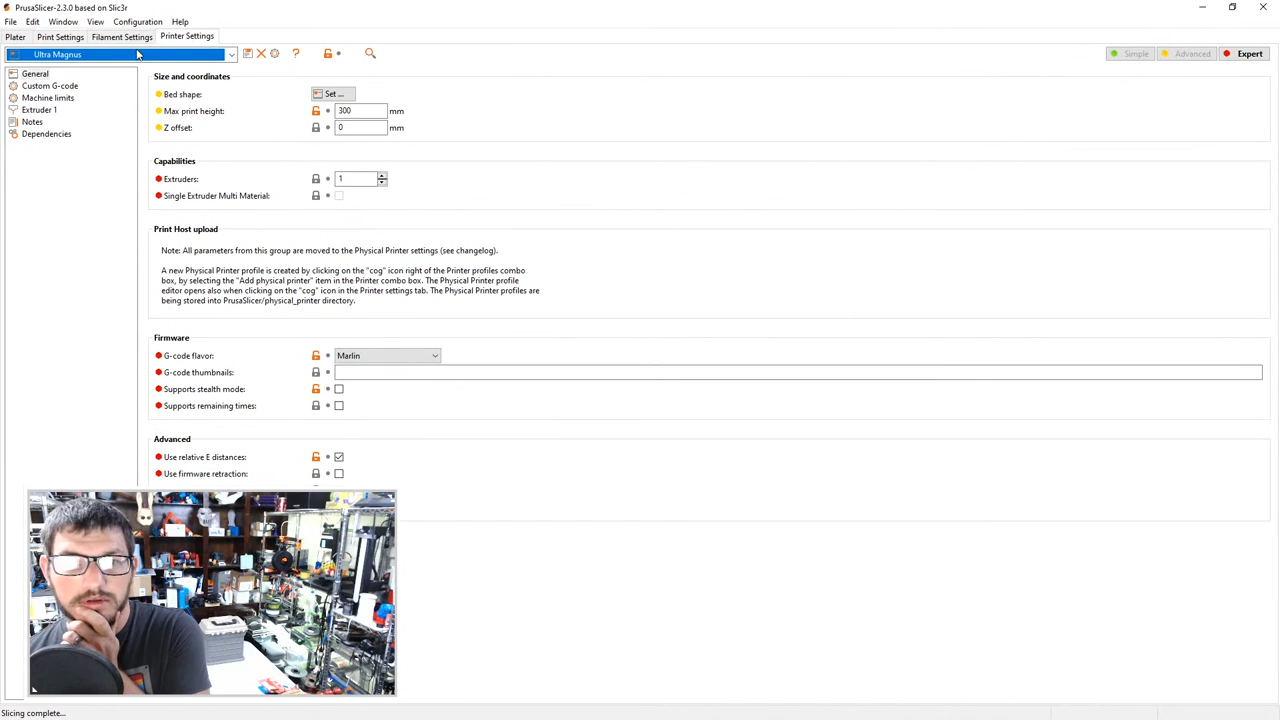 PrusaSlicer-2.3.0 based on Slic3r
File Edit Window View Configuration Help
Plater Print Settings Filament Settings Printer Settings
Ultra Magnus
Simple Advanced Expert
General
Custom G-code
Machine limits
Extruder 1
Notes
Dependencies
Size and coordinates
Bed shape: Set ...
Max print height: 300 mm
Z offset: 0 mm
Capabilities
Extruders: 1
Single Extruder Multi Material:
Print Host upload
Note: All parameters from this group are moved to the Physical Printer settings (see changelog).
A new Physical Printer profile is created by clicking on the "cog" icon right of the Printer profiles combo
box, by selecting the "Add physical printer" item in the Printer combo box. The Physical Printer profile
editor opens also when clicking on the "cog" icon in the Printer settings tab. The Physical Printer profiles are
being stored into PrusaSlicer/physical_printer directory.
Firmware
G-code flavor: Marlin
G-code thumbnails:
Supports stealth mode:
Supports remaining times:
Advanced
Use relative E distances:
Use firmware retraction:
Slicing complete...